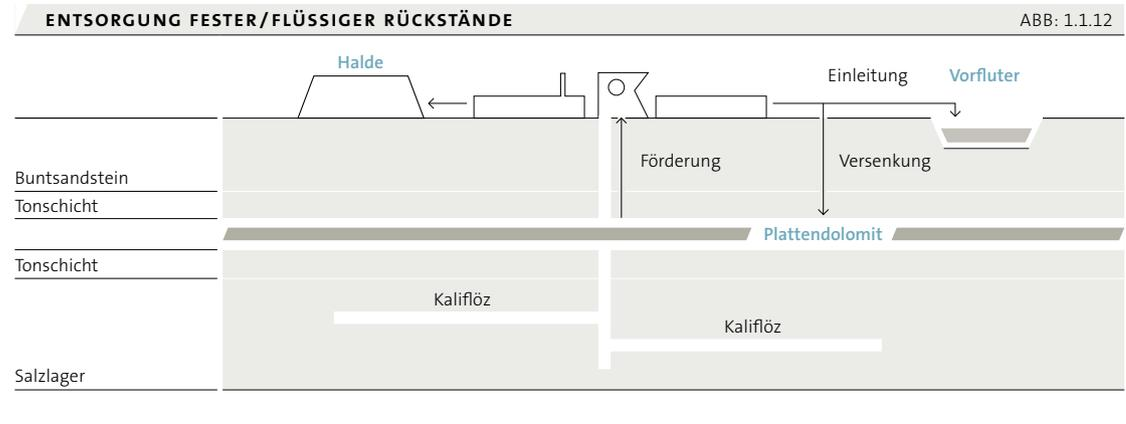 ENTSORGUNG FESTER/FLÜSSIGER RÜCKSTÄNDE ABB: 1.1.12
Halde
Einleitung Vorfluter
Förderung Versenkung
Buntsandstein
Tonschicht
Plattendolomit
Tonschicht
Kaliflöz
Kaliflöz
Salzlager